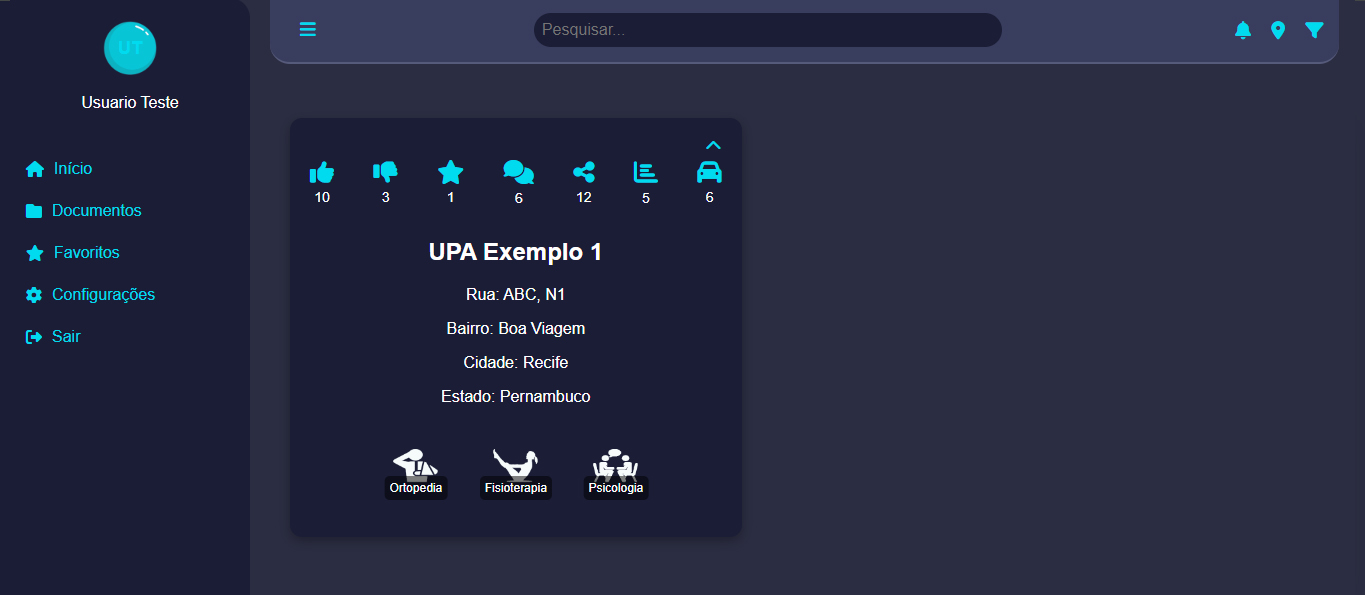 UT
Usuario Teste
Início
Documentos
Favoritos
Configurações
Sair
Pesquisar...
10 3 1 6 12 5 6
UPA Exemplo 1
Rua: ABC, N1
Bairro: Boa Viagem
Cidade: Recife
Estado: Pernambuco
Ortopedia Fisioterapia Psicologia